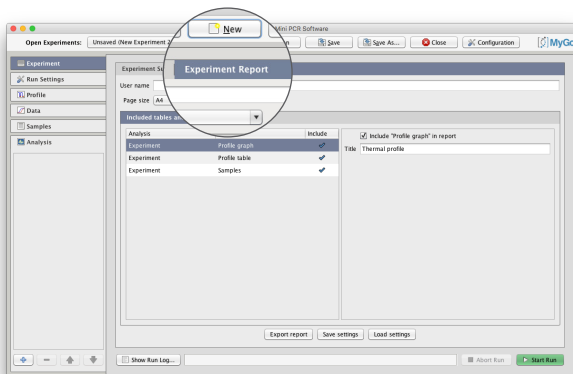 Mini PCR Software
Open Experiments:
Unsaved (New Experiment 2
New
Save
Save As...
Close
Configuration
MyGo
Experiment
Run Settings
Profile
Data
Samples
Analysis
Experiment Report
User name
Page size A4
Included tables an
Analysis Include
Experiment Profile graph
Experiment Profile table
Experiment Samples
Include "Profile graph" in report
Title Thermal profile
Export report
Save settings
Load settings
Show Run Log...
Abort Run
Start Run